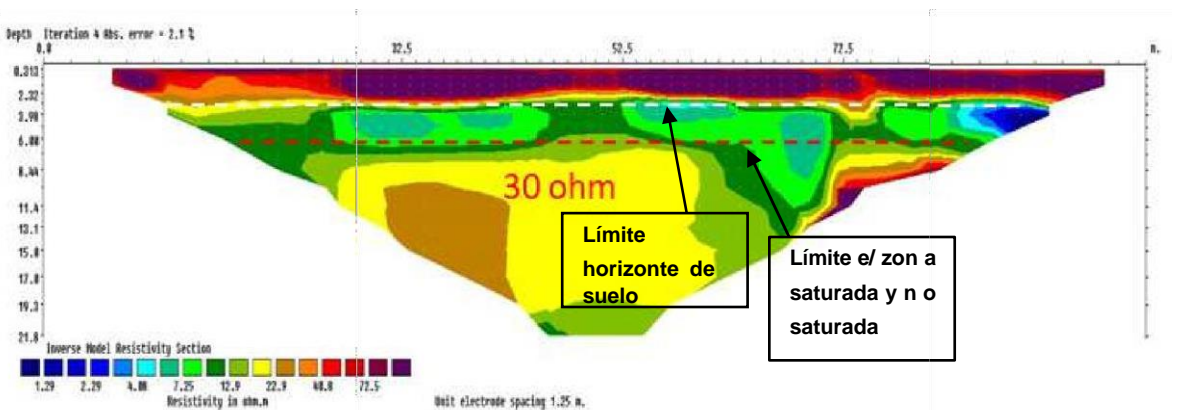 Depth Iteration 4 Abs. error = 2.1 %
0.0 32.5 52.5 72.5 m.
0.313
2.32
3.98
6.00
8.44
11.4
13.1
15.0
17.0
19.3
21.8
30 ohm
Límite
horizonte de
suelo
Límite e/ zon a
saturada y n o
saturada
Inverse Model Resistivity Section
1.29 2.29 4.08 7.25 12.9 22.9 40.8 72.5
Resistivity in ohm.m Unit electrode spacing 1.25 m.